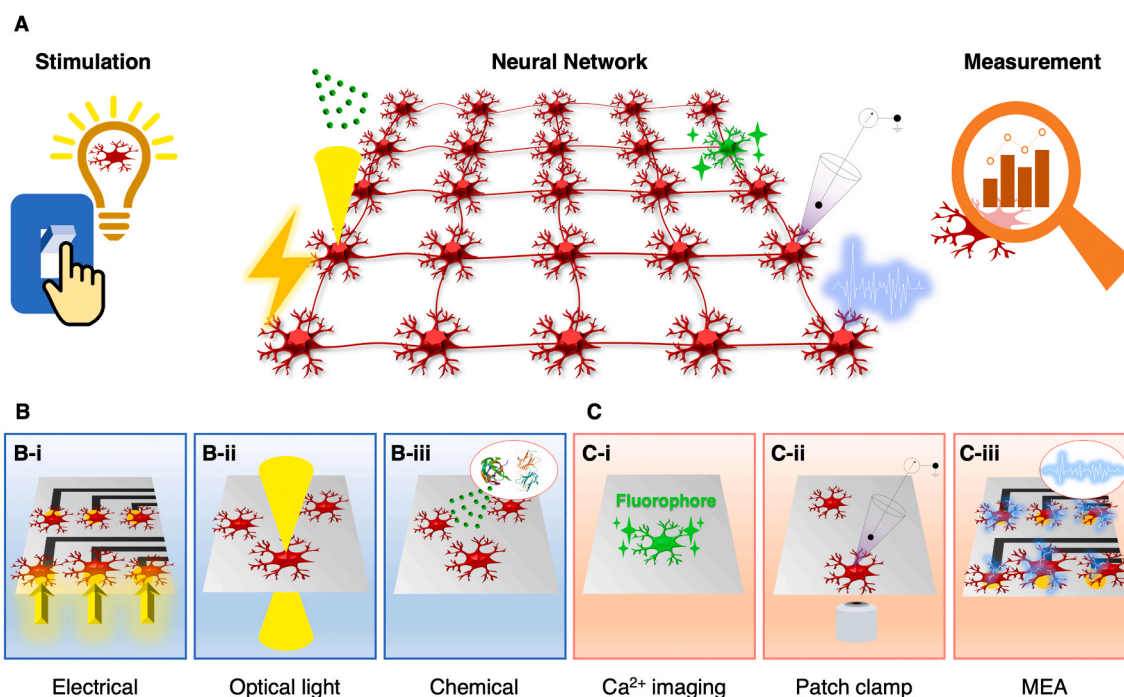 A
Stimulation
Neural Network
Measurement
B
C
B-i
B-ii
B-iii
C-i
C-ii
C-iii
Fluorophore
Electrical
Optical light
Chemical
Ca²⁺ imaging
Patch clamp
MEA